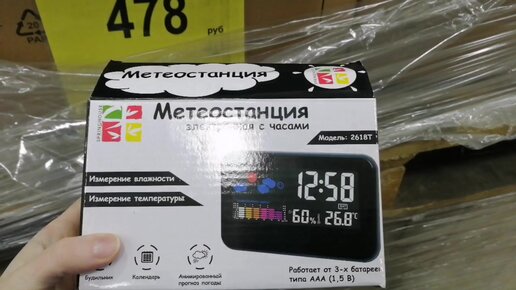 478
руб
Метеостанция
Метеостанция
электронная с часами
Модель: 2618T
Измерение влажности
Измерение температуры
12:58
60% 26.8°C
Будильник
Календарь
Анимированный
прогноз погоды
Работает от 3-х батареек
типа ААА (1,5 В)